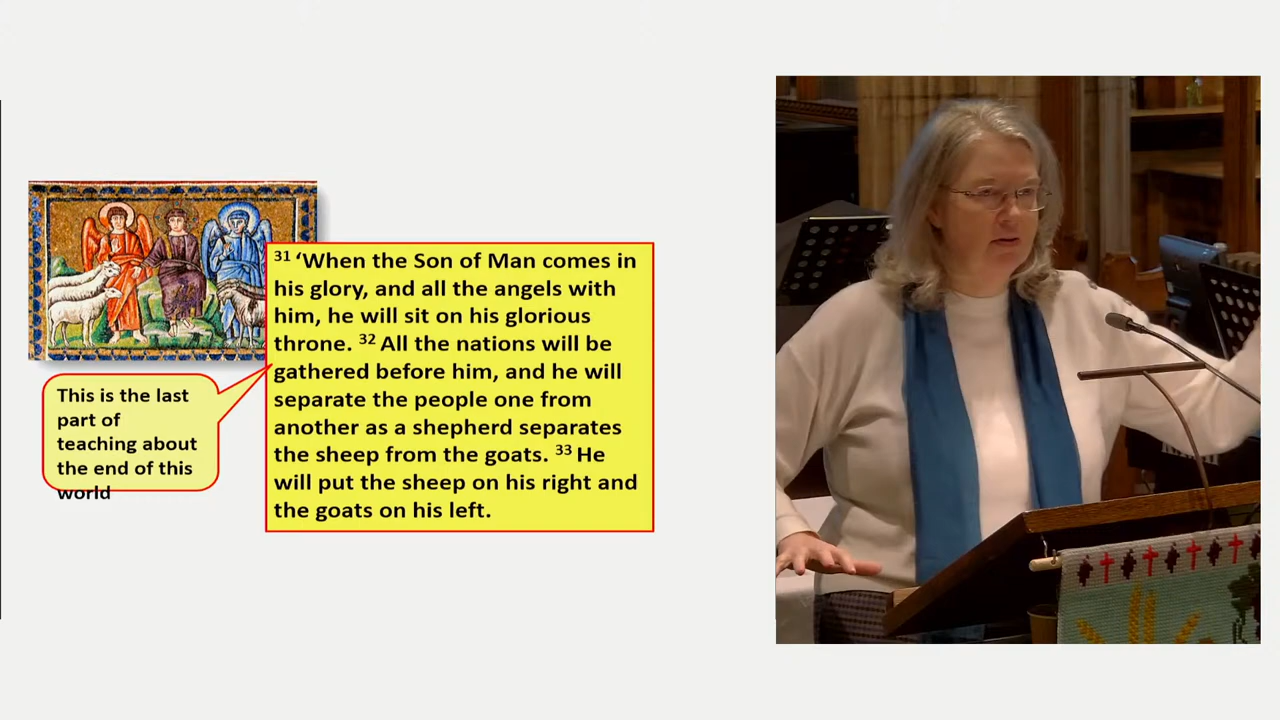 ³¹ ‘When the Son of Man comes in
his glory, and all the angels with
him, he will sit on his glorious
throne. ³² All the nations will be
gathered before him, and he will
separate the people one from
another as a shepherd separates
the sheep from the goats. ³³ He
will put the sheep on his right and
the goats on his left.
This is the last
part of
teaching about
the end of this
world